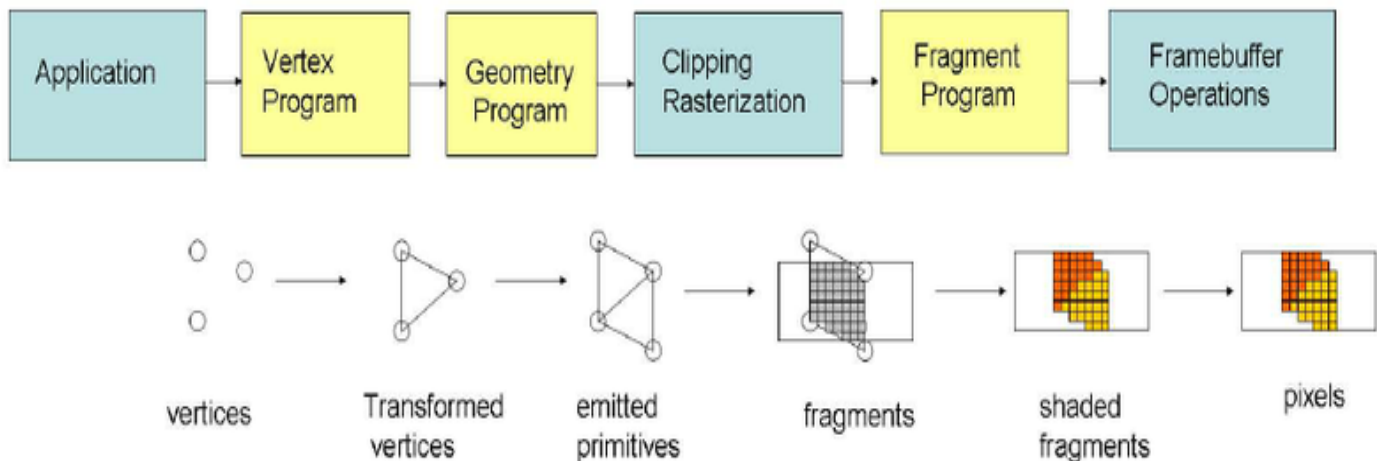 Application
Vertex
Program
Geometry
Program
Clipping
Rasterization
Fragment
Program
Framebuffer
Operations
vertices
Transformed
vertices
emitted
primitives
fragments
shaded
fragments
pixels